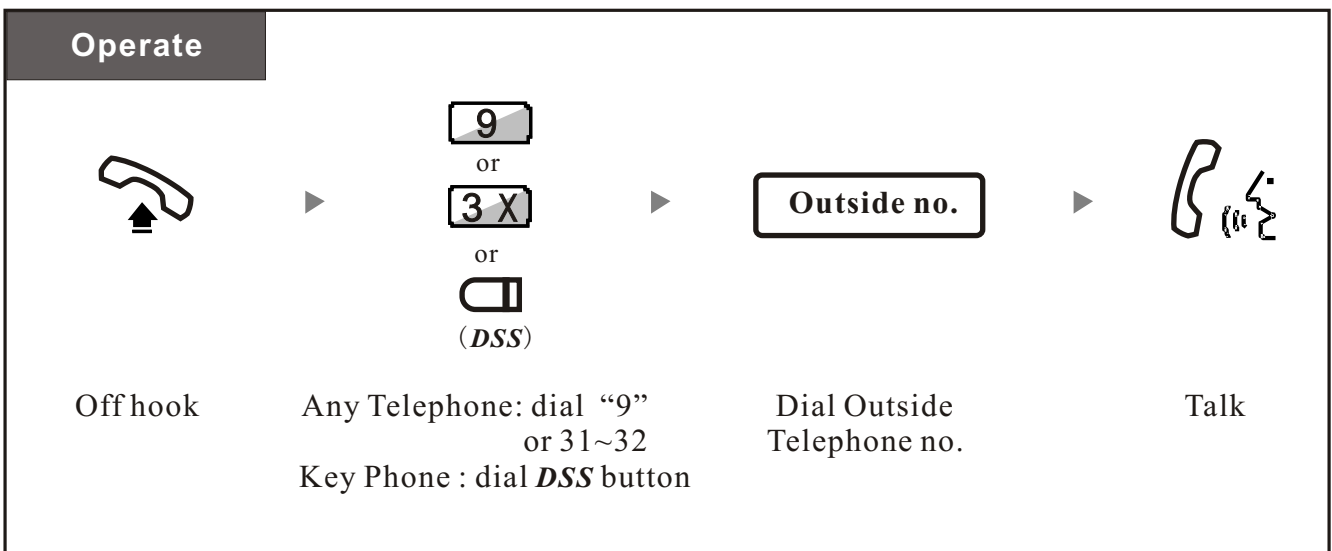 Operate
9
or
3 X
or
(DSS)
Outside no.
Off hook
Any Telephone: dial “9”
or 31~32
Key Phone : dial DSS button
Dial Outside
Telephone no.
Talk